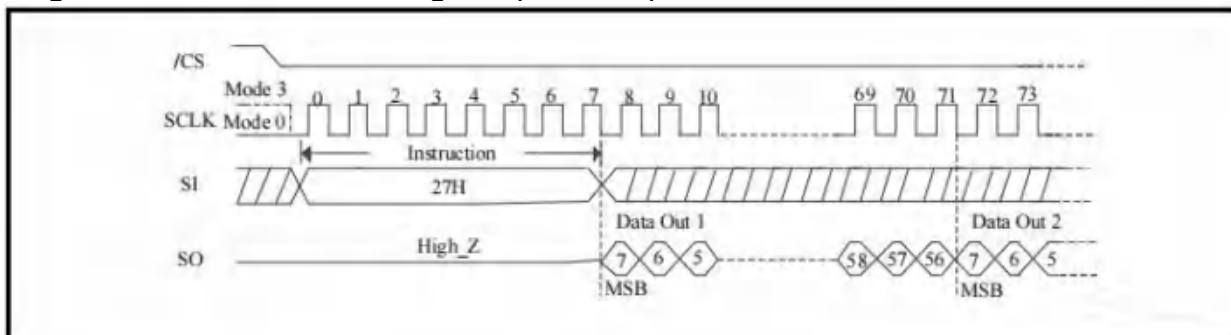 /CS
Mode 3
0 1 2 3 4 5 6 7 8 9 10 69 70 71 72 73
SCLK Mode 0
Instruction
SI 27H
Data Out 1 Data Out 2
High_Z
SO 7 6 5 58 57 56 7 6 5
MSB MSB